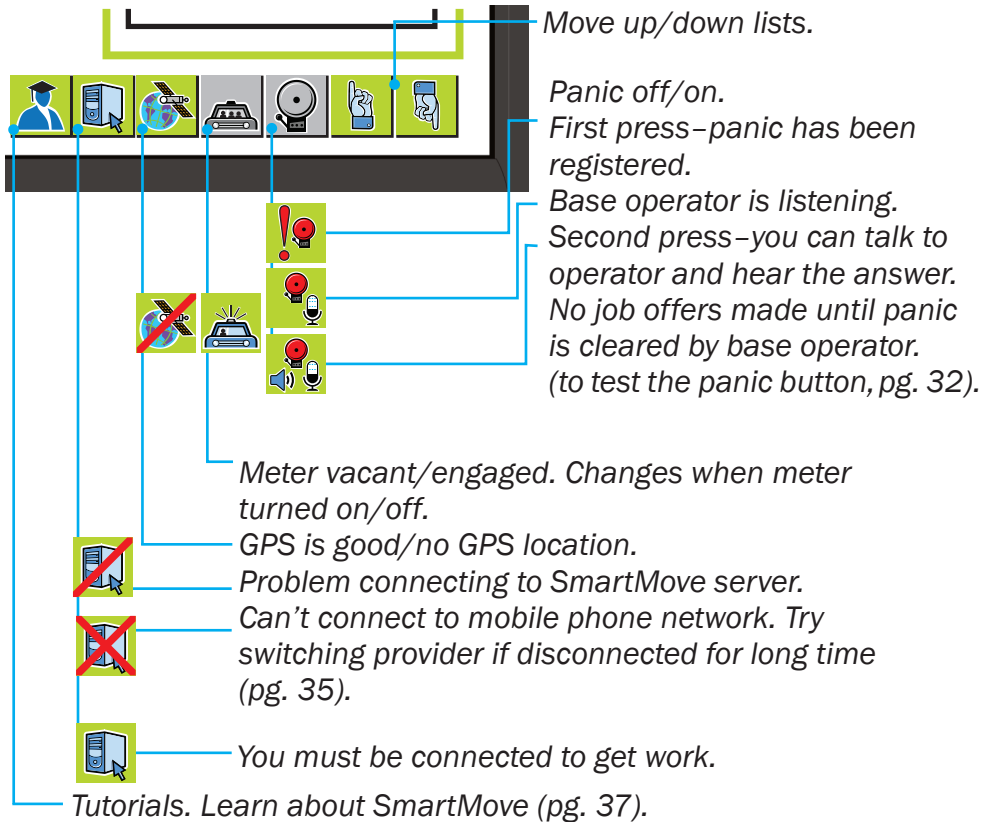 Move up/down lists.
Panic off/on.
First press–panic has been
registered.
Base operator is listening.
Second press–you can talk to
operator and hear the answer.
No job offers made until panic
is cleared by base operator.
(to test the panic button, pg. 32).
Meter vacant/engaged. Changes when meter
turned on/off.
GPS is good/no GPS location.
Problem connecting to SmartMove server.
Can’t connect to mobile phone network. Try
switching provider if disconnected for long time
(pg. 35).
You must be connected to get work.
Tutorials. Learn about SmartMove (pg. 37).